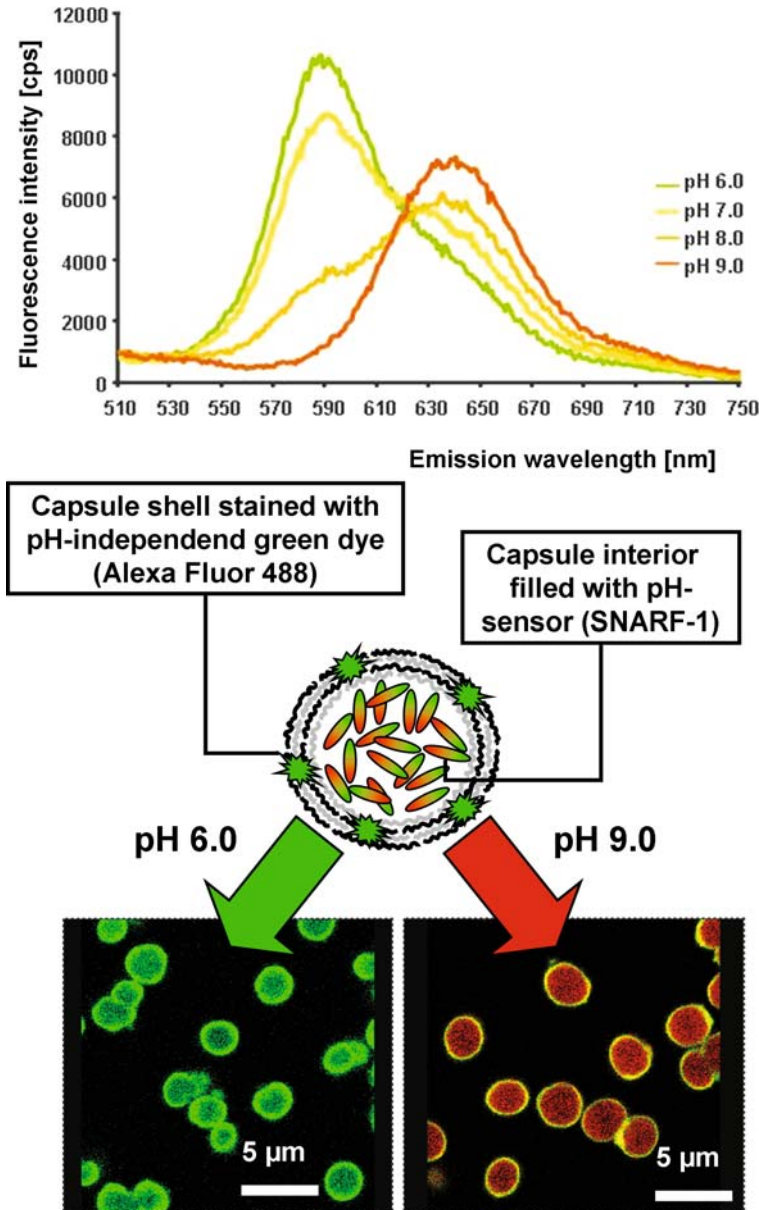 Fluorescence intensity [cps]
12000
10000
8000
6000
4000
2000
0
510 530 550 570 590 610 630 650 670 690 710 730 750
Emission wavelength [nm]
pH 6.0
pH 7.0
pH 8.0
pH 9.0
Capsule shell stained with
pH-independend green dye
(Alexa Fluor 488)
Capsule interior
filled with pH-
sensor (SNARF-1)
pH 6.0
pH 9.0
5 µm
5 µm